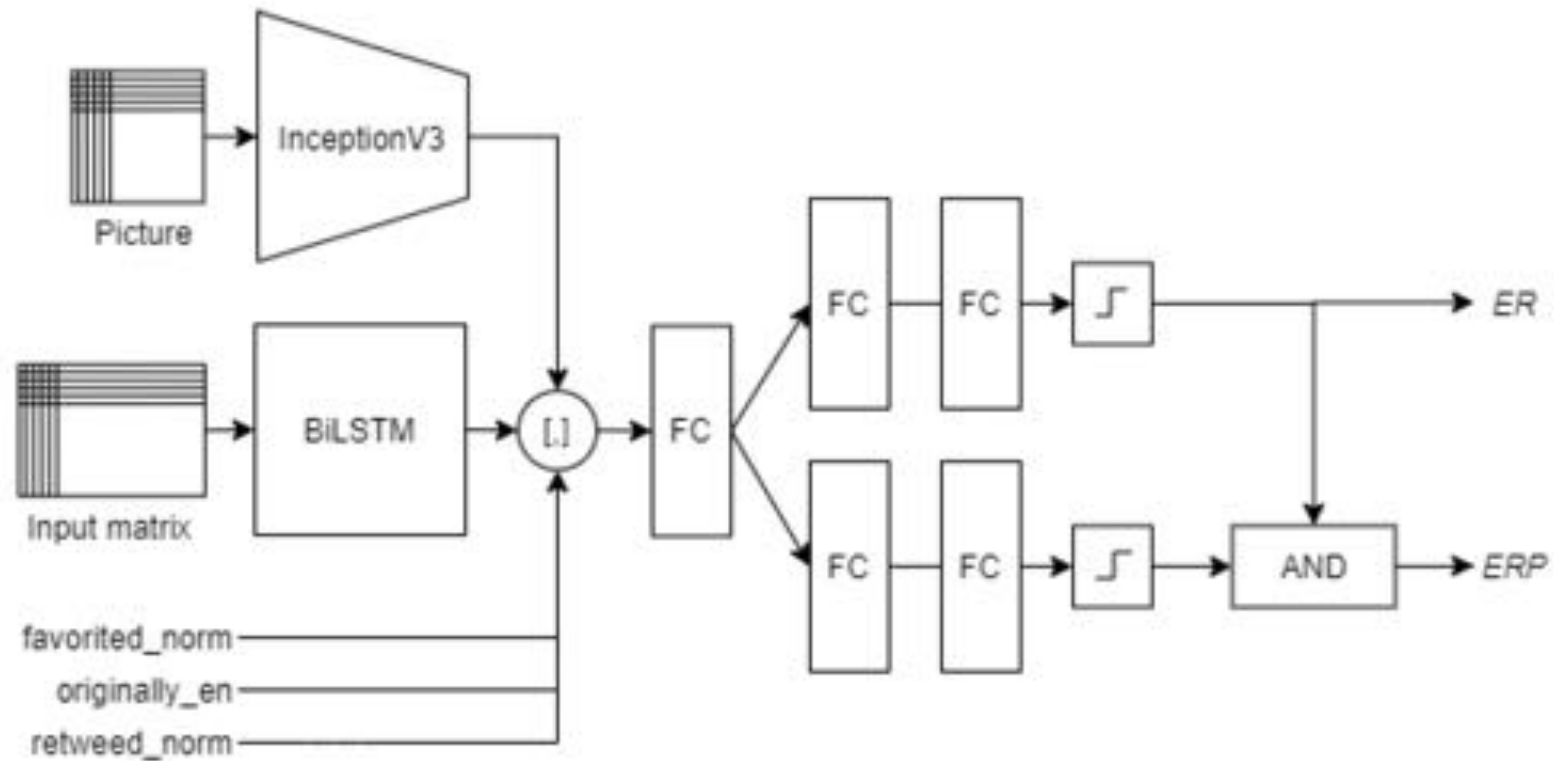 InceptionV3
Picture
FC
FC
ER
BiLSTM
[,]
FC
Input matrix
FC
FC
AND
ERP
favorited_norm
originally_en
retweed_norm